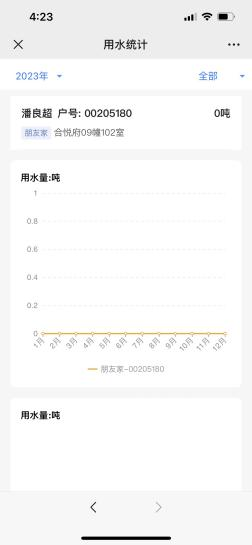 4:23
用水统计
2023年 全部
潘良超 户号: 00205180 0吨
朋友家 合悦府09幢102室
用水量:吨
1
0.8
0.6
0.4
0.2
0
1月 2月 3月 4月 5月 6月 7月 8月 9月 10月 11月 12月
朋友家-00205180
用水量:吨